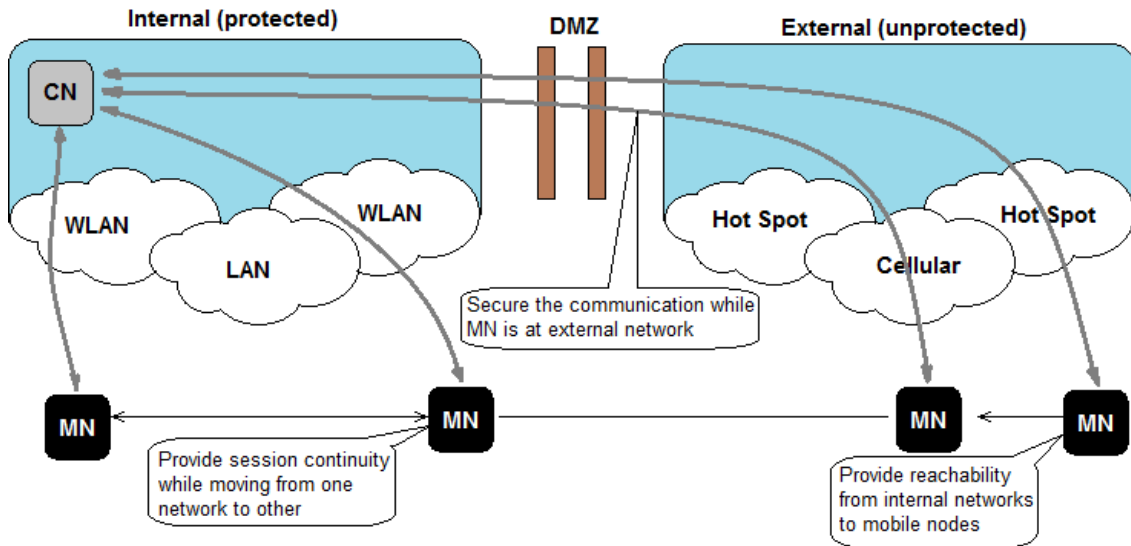 Internal (protected)
DMZ
External (unprotected)
CN
WLAN
WLAN
LAN
Hot Spot
Hot Spot
Cellular
Secure the communication while
MN is at external network
MN
MN
MN
MN
Provide session continuity
while moving from one
network to other
Provide reachability
from internal networks
to mobile nodes